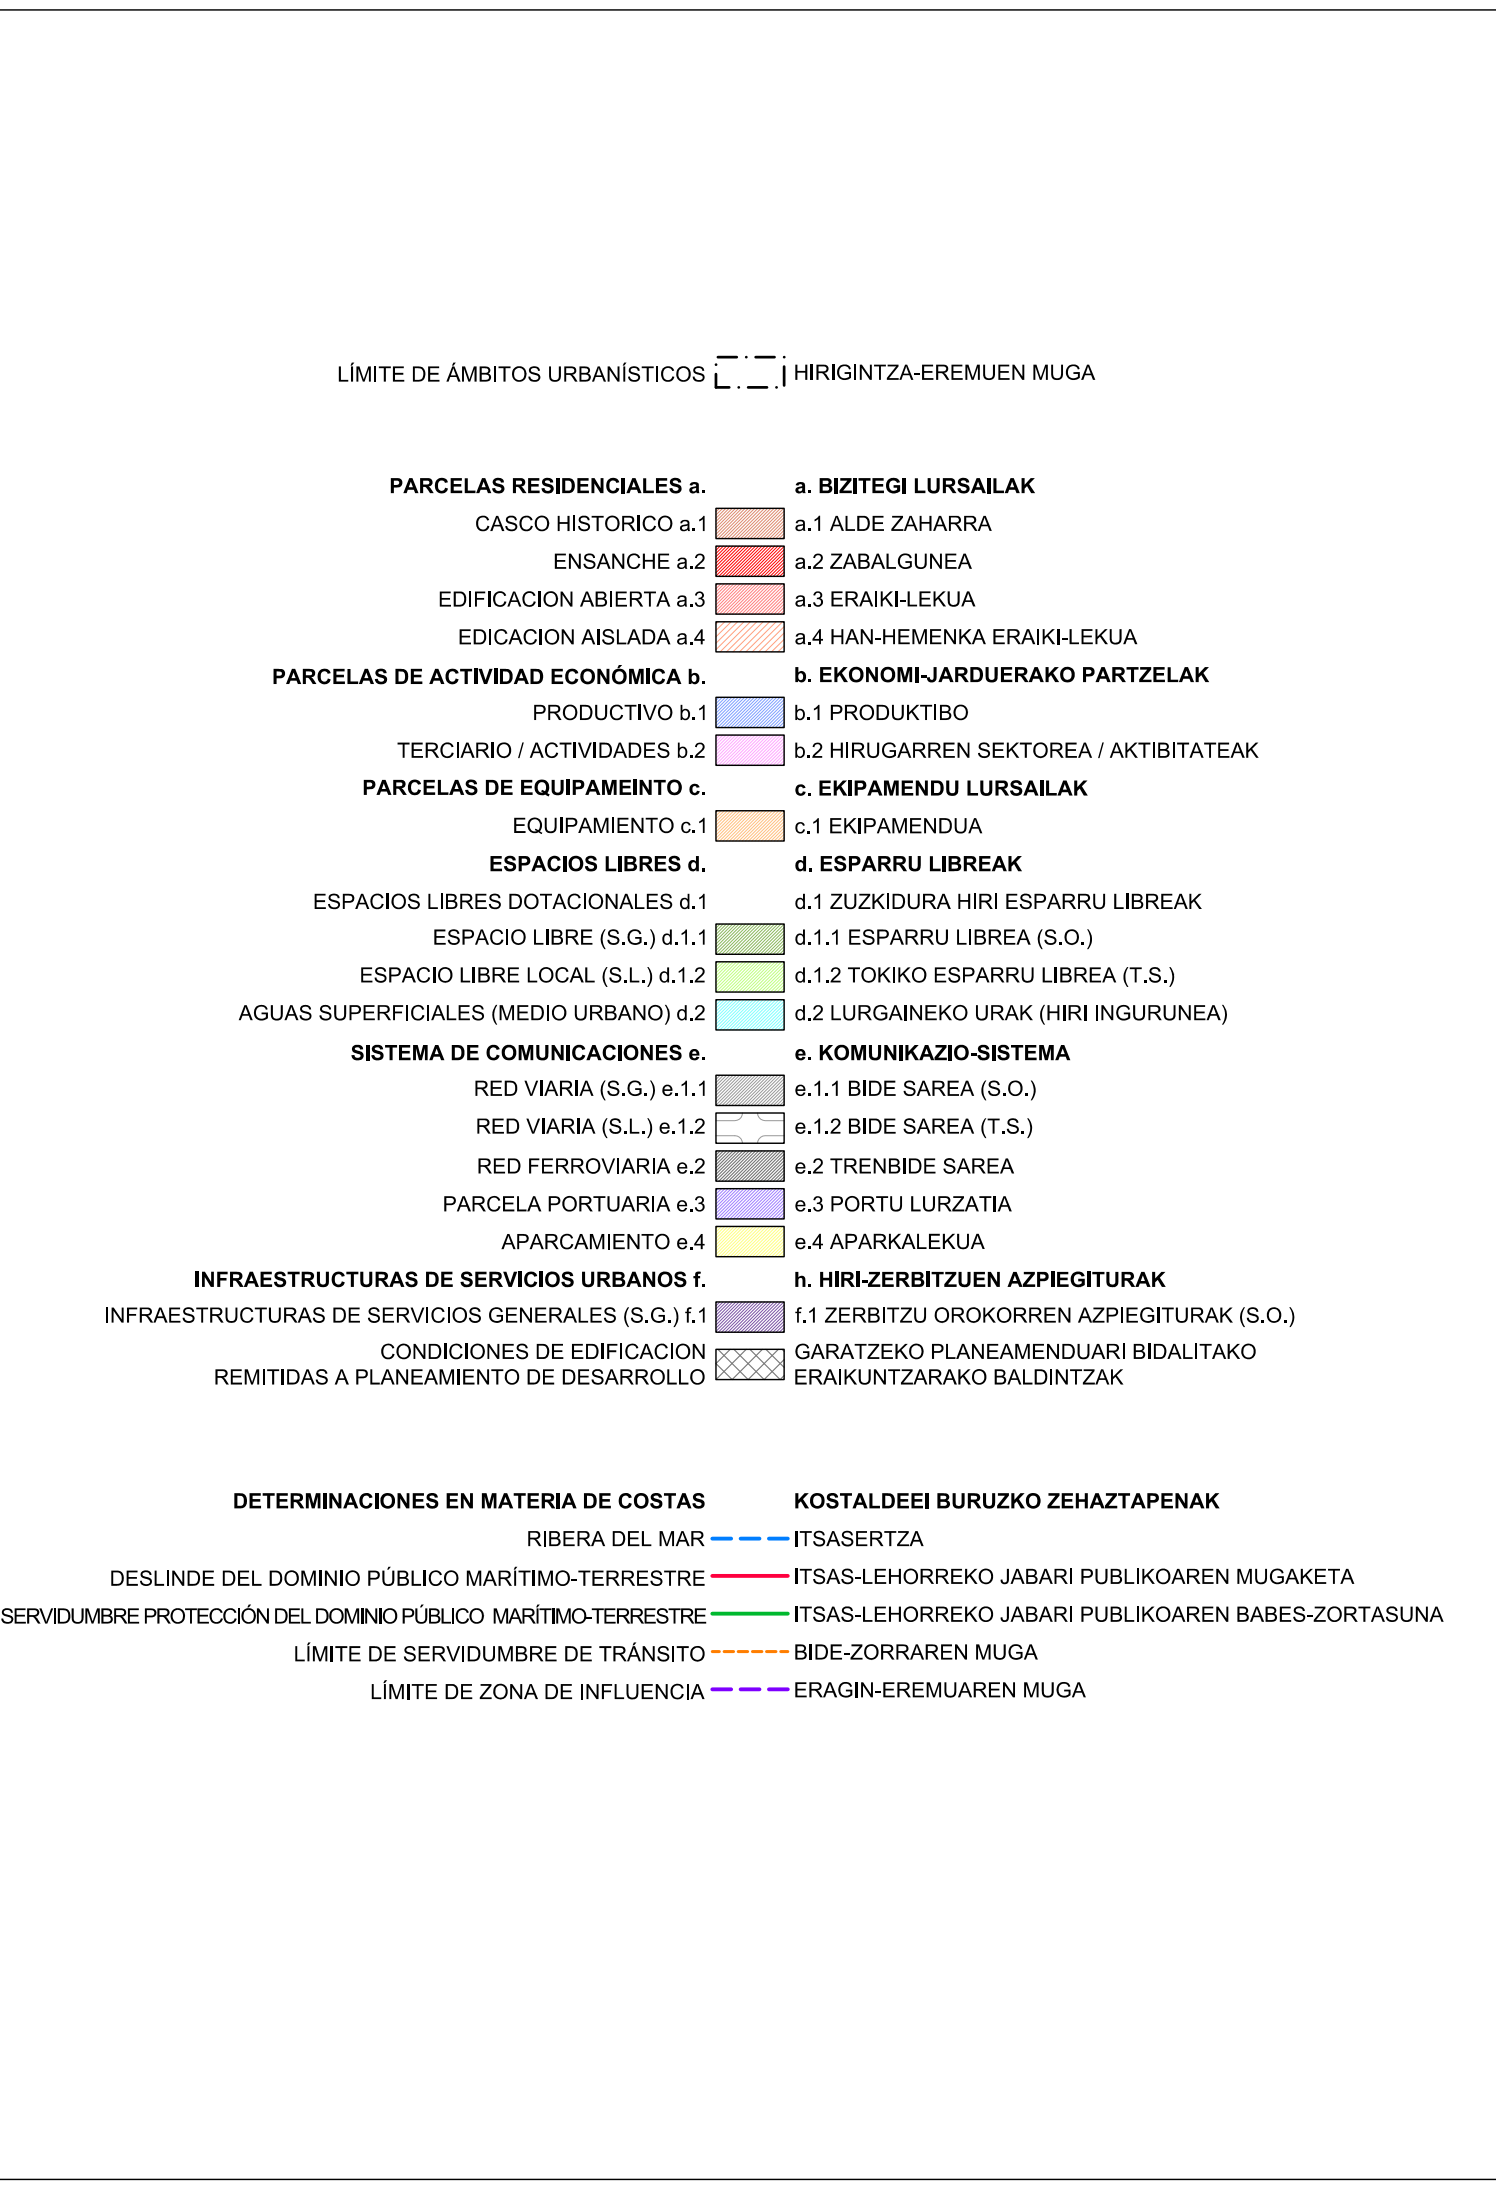 LÍMITE DE ÁMBITOS URBANÍSTICOS HIRIGINTZA-EREMUEN MUGA
PARCELAS RESIDENCIALES a. a. BIZITEGI LURSAILAK
CASCO HISTORICO a.1 a.1 ALDE ZAHARRA
ENSANCHE a.2 a.2 ZABALGUNEA
EDIFICACION ABIERTA a.3 a.3 ERAIKI-LEKUA
EDICACION AISLADA a.4 a.4 HAN-HEMENKA ERAIKI-LEKUA
PARCELAS DE ACTIVIDAD ECONÓMICA b. b. EKONOMI-JARDUERAKO PARTZELAK
PRODUCTIVO b.1 b.1 PRODUKTIBO
TERCIARIO / ACTIVIDADES b.2 b.2 HIRUGARREN SEKTOREA / AKTIBITATEAK
PARCELAS DE EQUIPAMEINTO c. c. EKIPAMENDU LURSAILAK
EQUIPAMIENTO c.1 c.1 EKIPAMENDUA
ESPACIOS LIBRES d. d. ESPARRU LIBREAK
ESPACIOS LIBRES DOTACIONALES d.1 d.1 ZUZKIDURA HIRI ESPARRU LIBREAK
ESPACIO LIBRE (S.G.) d.1.1 d.1.1 ESPARRU LIBREA (S.O.)
ESPACIO LIBRE LOCAL (S.L.) d.1.2 d.1.2 TOKIKO ESPARRU LIBREA (T.S.)
AGUAS SUPERFICIALES (MEDIO URBANO) d.2 d.2 LURGAINEKO URAK (HIRI INGURUNEA)
SISTEMA DE COMUNICACIONES e. e. KOMUNIKAZIO-SISTEMA
RED VIARIA (S.G.) e.1.1 e.1.1 BIDE SAREA (S.O.)
RED VIARIA (S.L.) e.1.2 e.1.2 BIDE SAREA (T.S.)
RED FERROVIARIA e.2 e.2 TRENBIDE SAREA
PARCELA PORTUARIA e.3 e.3 PORTU LURZATIA
APARCAMIENTO e.4 e.4 APARKALEKUA
INFRAESTRUCTURAS DE SERVICIOS URBANOS f. h. HIRI-ZERBITZUEN AZPIEGITURAK
INFRAESTRUCTURAS DE SERVICIOS GENERALES (S.G.) f.1 f.1 ZERBITZU OROKORREN AZPIEGITURAK (S.O.)
CONDICIONES DE EDIFICACION GARATZEKO PLANEAMENDUARI BIDALITAKO
REMITIDAS A PLANEAMIENTO DE DESARROLLO ERAIKUNTZARAKO BALDINTZAK
DETERMINACIONES EN MATERIA DE COSTAS KOSTALDEEI BURUZKO ZEHAZTAPENAK
RIBERA DEL MAR ITSASERTZA
DESLINDE DEL DOMINIO PÚBLICO MARÍTIMO-TERRESTRE ITSAS-LEHORREKO JABARI PUBLIKOAREN MUGAKETA
SERVIDUMBRE PROTECCIÓN DEL DOMINIO PÚBLICO MARÍTIMO-TERRESTRE ITSAS-LEHORREKO JABARI PUBLIKOAREN BABES-ZORTASUNA
LÍMITE DE SERVIDUMBRE DE TRÁNSITO BIDE-ZORRAREN MUGA
LÍMITE DE ZONA DE INFLUENCIA ERAGIN-EREMUAREN MUGA